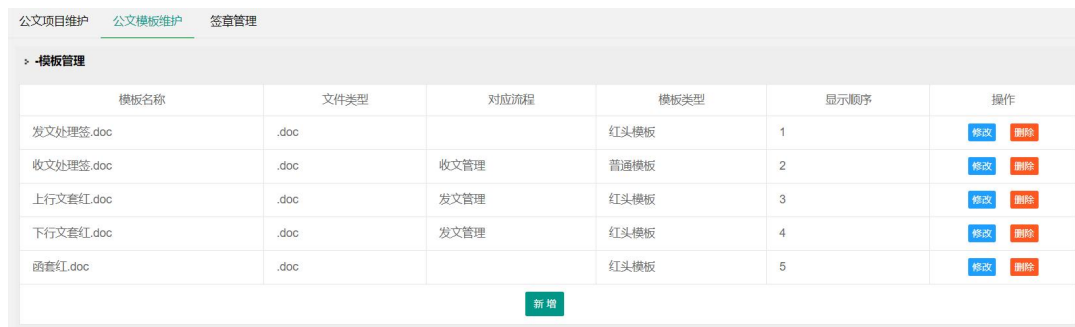 公文项目维护 公文模板维护 签章管理
-模板管理
模板名称 文件类型 对应流程 模板类型 显示顺序 操作
发文处理签.doc .doc 红头模板 1 修改 删除
收文处理签.doc .doc 收文管理 普通模板 2 修改 删除
上行文套红.doc .doc 发文管理 红头模板 3 修改 删除
下行文套红.doc .doc 发文管理 红头模板 4 修改 删除
函套红.doc .doc 红头模板 5 修改 删除
新增